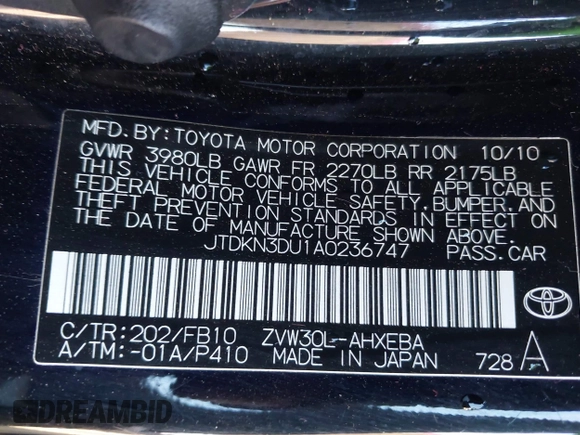 MFD. BY: TOYOTA MOTOR CORPORATION 10/10
GVWR 3980LB GAWR FR 2270LB RR 2175LB
THIS VEHICLE CONFORMS TO ALL APPLICABLE
FEDERAL MOTOR VEHICLE SAFETY, BUMPER, AND
THEFT PREVENTION STANDARDS IN EFFECT ON
THE DATE OF MANUFACTURE SHOWN ABOVE.
JTDKN3DU1A0236747 PASS. CAR
C/TR: 202/FB10 ZVW30L-AHXEBA
A/TM: -01A/P410 MADE IN JAPAN 728 A
DREAMBID